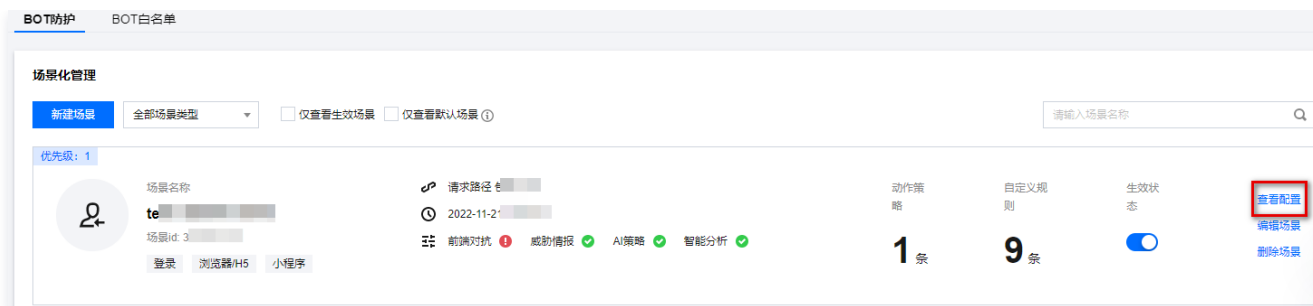 BOT防护 BOT白名单
场景化管理
新建场景 全部场景类型 仅查看生效场景 仅查看默认场景 请输入场景名称
优先级：1
场景名称 请求路径 动作策略 自定义规则 生效状态 查看配置
te 2022-11-2
场景id: 3 前端对抗 威胁情报 AI策略 智能分析 编辑场景
登录 浏览器/H5 小程序 1条 9条 删除场景